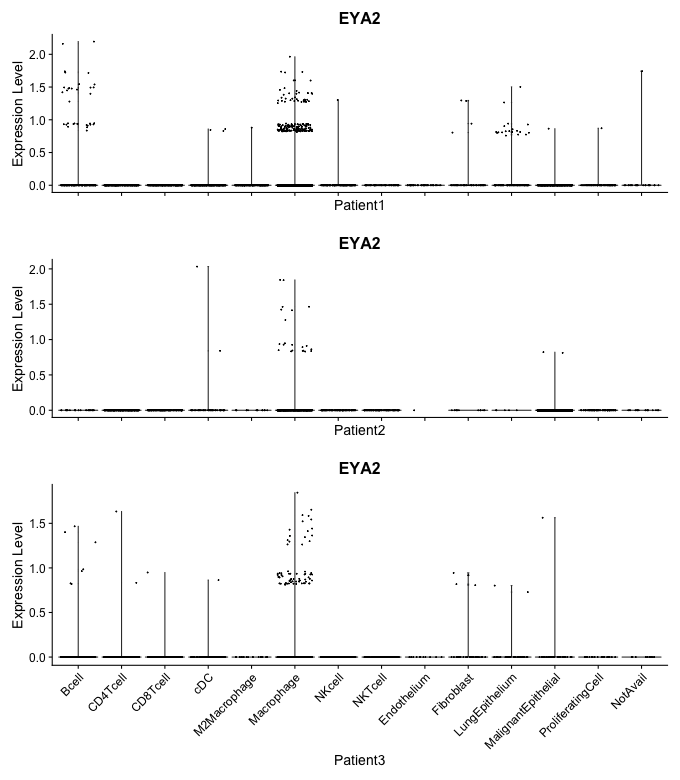 EYA2
Expression Level
2.0
1.5
1.0
0.5
0.0
Patient1
EYA2
Expression Level
2.0
1.5
1.0
0.5
0.0
Patient2
EYA2
Expression Level
1.5
1.0
0.5
0.0
Bcell
CD4Tcell
CD8Tcell
cDC
M2Macrophage
Macrophage
NKcell
NKTcell
Endothelium
Fibroblast
LungEpithelium
MalignantEpithelial
ProliferatingCell
NotAvail
Patient3